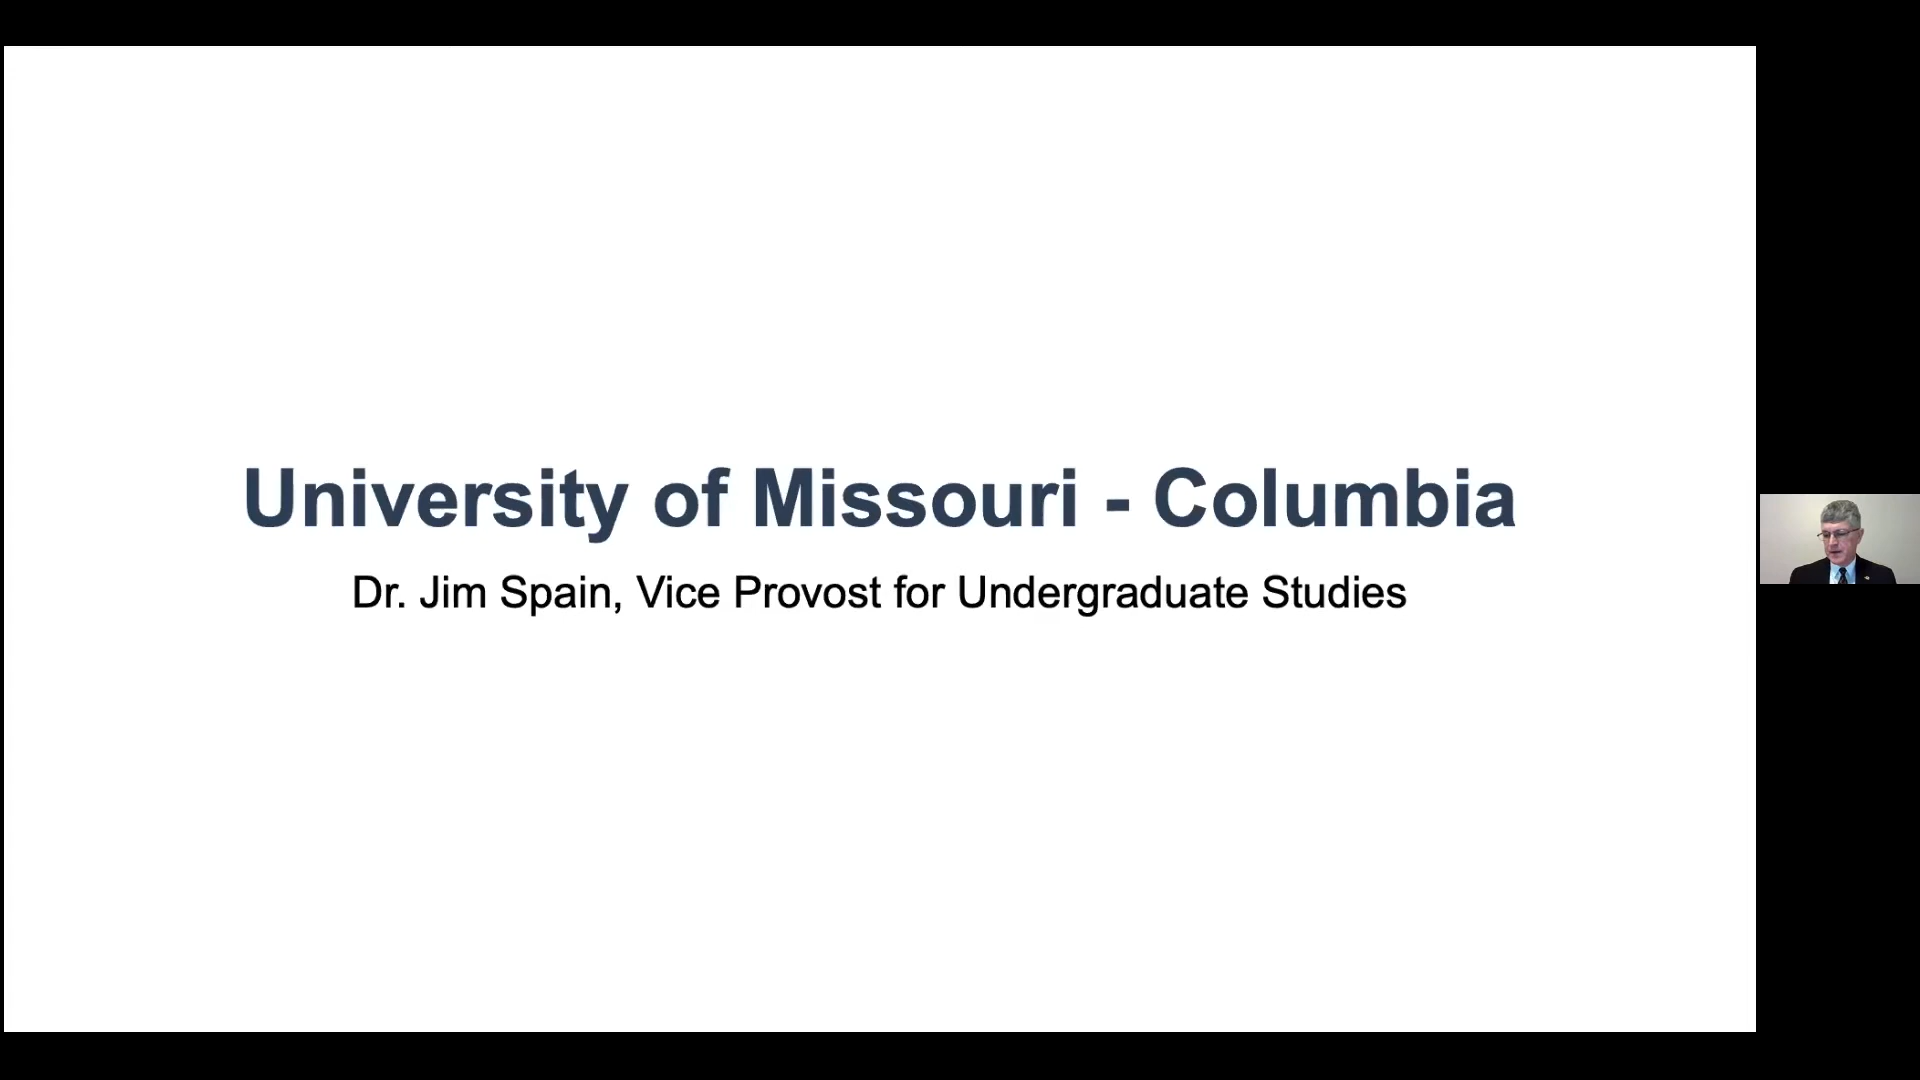 University of Missouri - Columbia
Dr. Jim Spain, Vice Provost for Undergraduate Studies